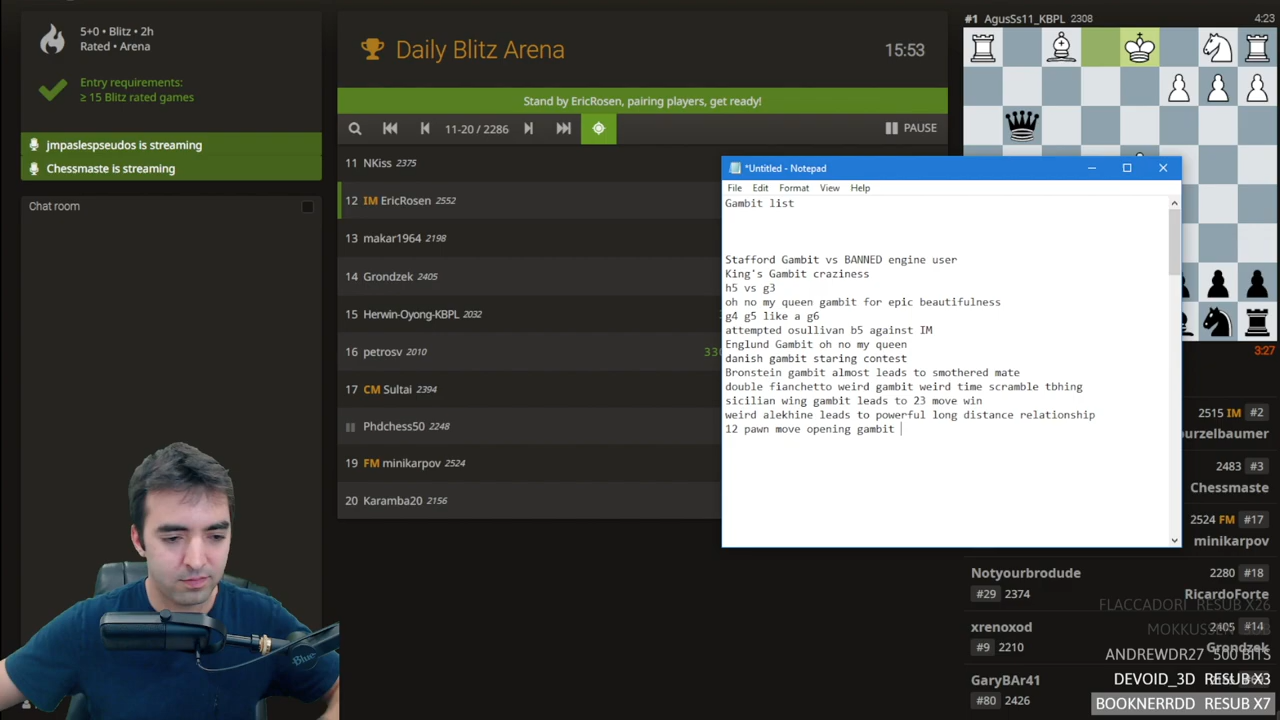 5+0 • Blitz • 2h
Rated • Arena
Entry requirements:
≥ 15 Blitz rated games
jmpaslespseudos is streaming
Chessmaste is streaming
Chat room
Daily Blitz Arena
15:53
Stand by EricRosen, pairing players, get ready!
11-20 / 2286
PAUSE
11 NKiss 2375
12 IM EricRosen 2552
13 makar1964 2198
14 Grondzek 2405
15 Herwin-Oyong-KBPL 2032
16 petrosv 2010
17 CM Sultai 2394
Phdchess50 2248
19 FM minikarpov 2524
20 Karamba20 2156
*Untitled - Notepad
File Edit Format View Help
Gambit list
Stafford Gambit vs BANNED engine user
King's Gambit craziness
h5 vs g3
oh no my queen gambit for epic beautifulness
g4 g5 like a g6
attempted osullivan b5 against IM
Englund Gambit oh no my queen
danish gambit staring contest
Bronstein gambit almost leads to smothered mate
double fianchetto weird gambit weird time scramble tbhing
sicilian wing gambit leads to 23 move win
weird alekhine leads to powerful long distance relationship
12 pawn move opening gambit
#1 AgusSs11_KBPL 2308
4:23
3:27
2515 IM #2
urzelbaumer
2483 #3
Chessmaste
2524 FM #17
minikarpov
Notyourbrodude 2280 #18
#29 2374 RicardoForte
FLACCADORI RESUB X26
xrenoxod 2405 #14
MOKKUSSEN
#9 2210 Grondzek
ANDREWDR27 500 BITS
GaryBAr41
DEVOID_3D RESUB X3
#80 2426
BOOKNERRDD RESUB X7
Blue